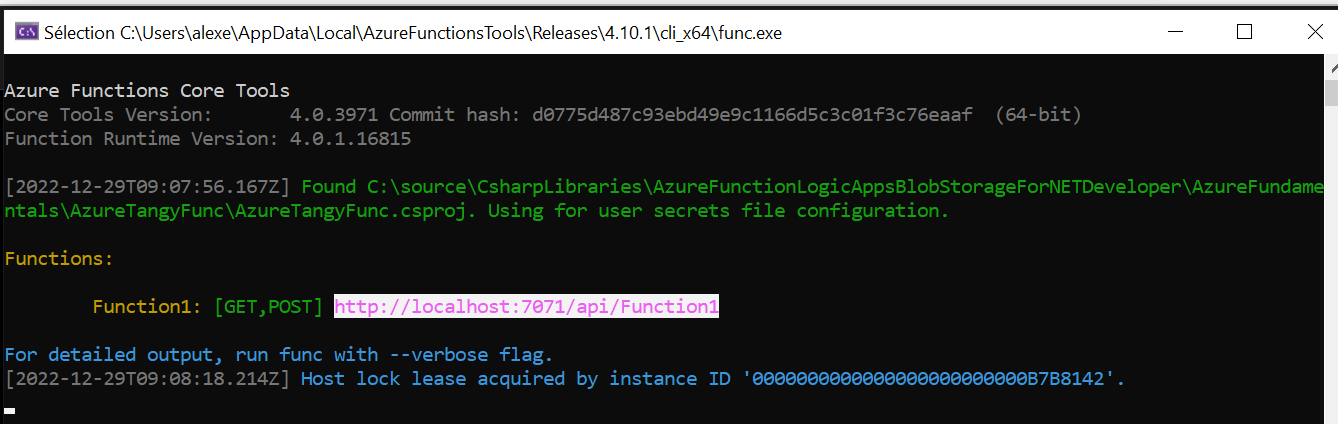 Sélection C:\Users\alexe\AppData\Local\AzureFunctionsTools\Releases\4.10.1\cli_x64\func.exe
Azure Functions Core Tools
Core Tools Version:       4.0.3971 Commit hash: d0775d487c93ebd49e9c1166d5c3c01f3c76eaaf  (64-bit)
Function Runtime Version: 4.0.1.16815
[2022-12-29T09:07:56.167Z] Found C:\source\CsharpLibraries\AzureFunctionLogicAppsBlobStorageForNETDeveloper\AzureFundame
ntals\AzureTangyFunc\AzureTangyFunc.csproj. Using for user secrets file configuration.
Functions:
Function1: [GET,POST] http://localhost:7071/api/Function1
For detailed output, run func with --verbose flag.
[2022-12-29T09:08:18.214Z] Host lock lease acquired by instance ID '000000000000000000000000B7B8142'.